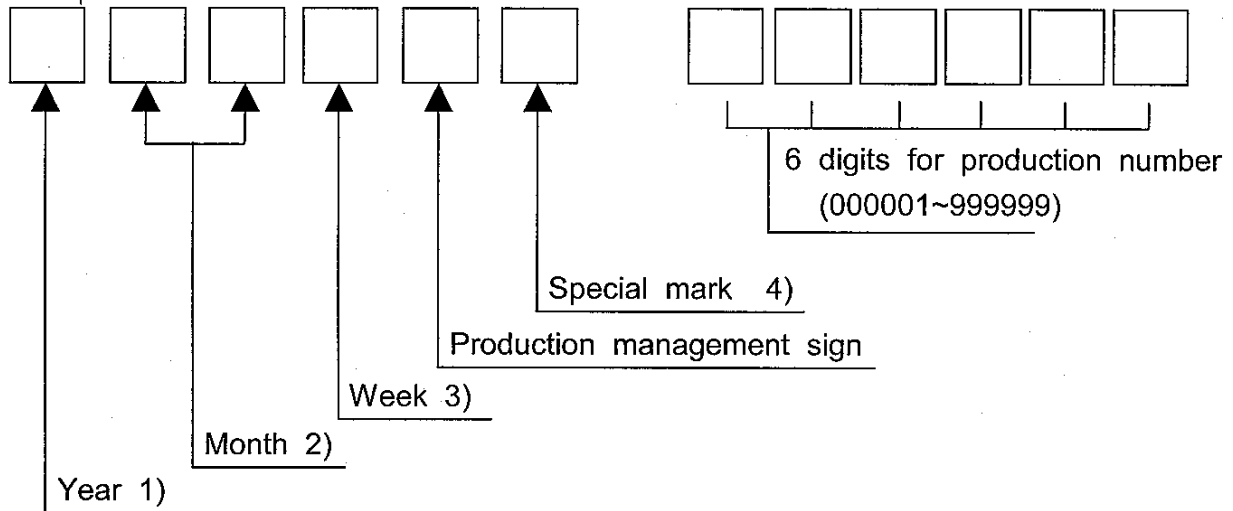 6 digits for production number
(000001~999999)
Special mark 4)
Production management sign
Week 3)
Month 2)
Year 1)